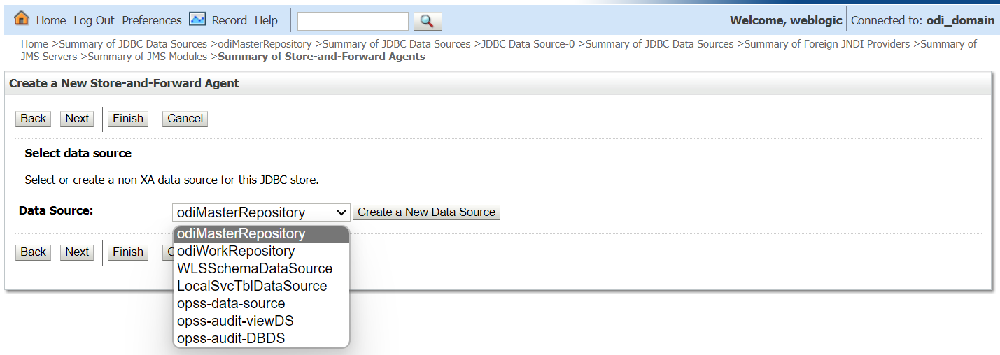 Home Log Out Preferences Record Help Welcome, weblogic Connected to: odi_domain
Home >Summary of JDBC Data Sources >odiMasterRepository >Summary of JDBC Data Sources >JDBC Data Source-0 >Summary of JDBC Data Sources >Summary of Foreign JNDI Providers >Summary of
JMS Servers >Summary of JMS Modules >Summary of Store-and-Forward Agents
Create a New Store-and-Forward Agent
Back Next Finish Cancel
Select data source
Select or create a non-XA data source for this JDBC store.
Data Source: odiMasterRepository Create a New Data Source
odiMasterRepository
Back Next Finish C
odiWorkRepository
WLSSchemaDataSource
LocalSvcTblDataSource
opss-data-source
opss-audit-viewDS
opss-audit-DBDS